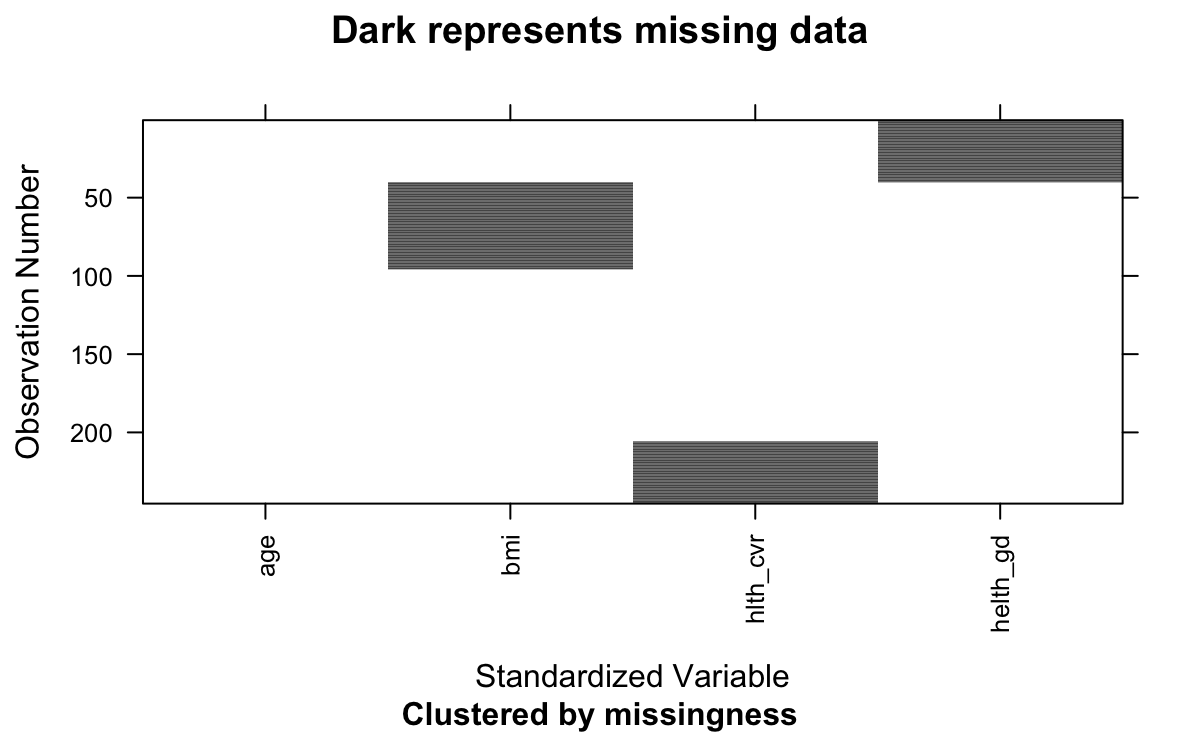 Dark represents missing data
Observation Number
50
100
150
200
age
bmi
hlth_cvr
helth_gd
Standardized Variable
Clustered by missingness